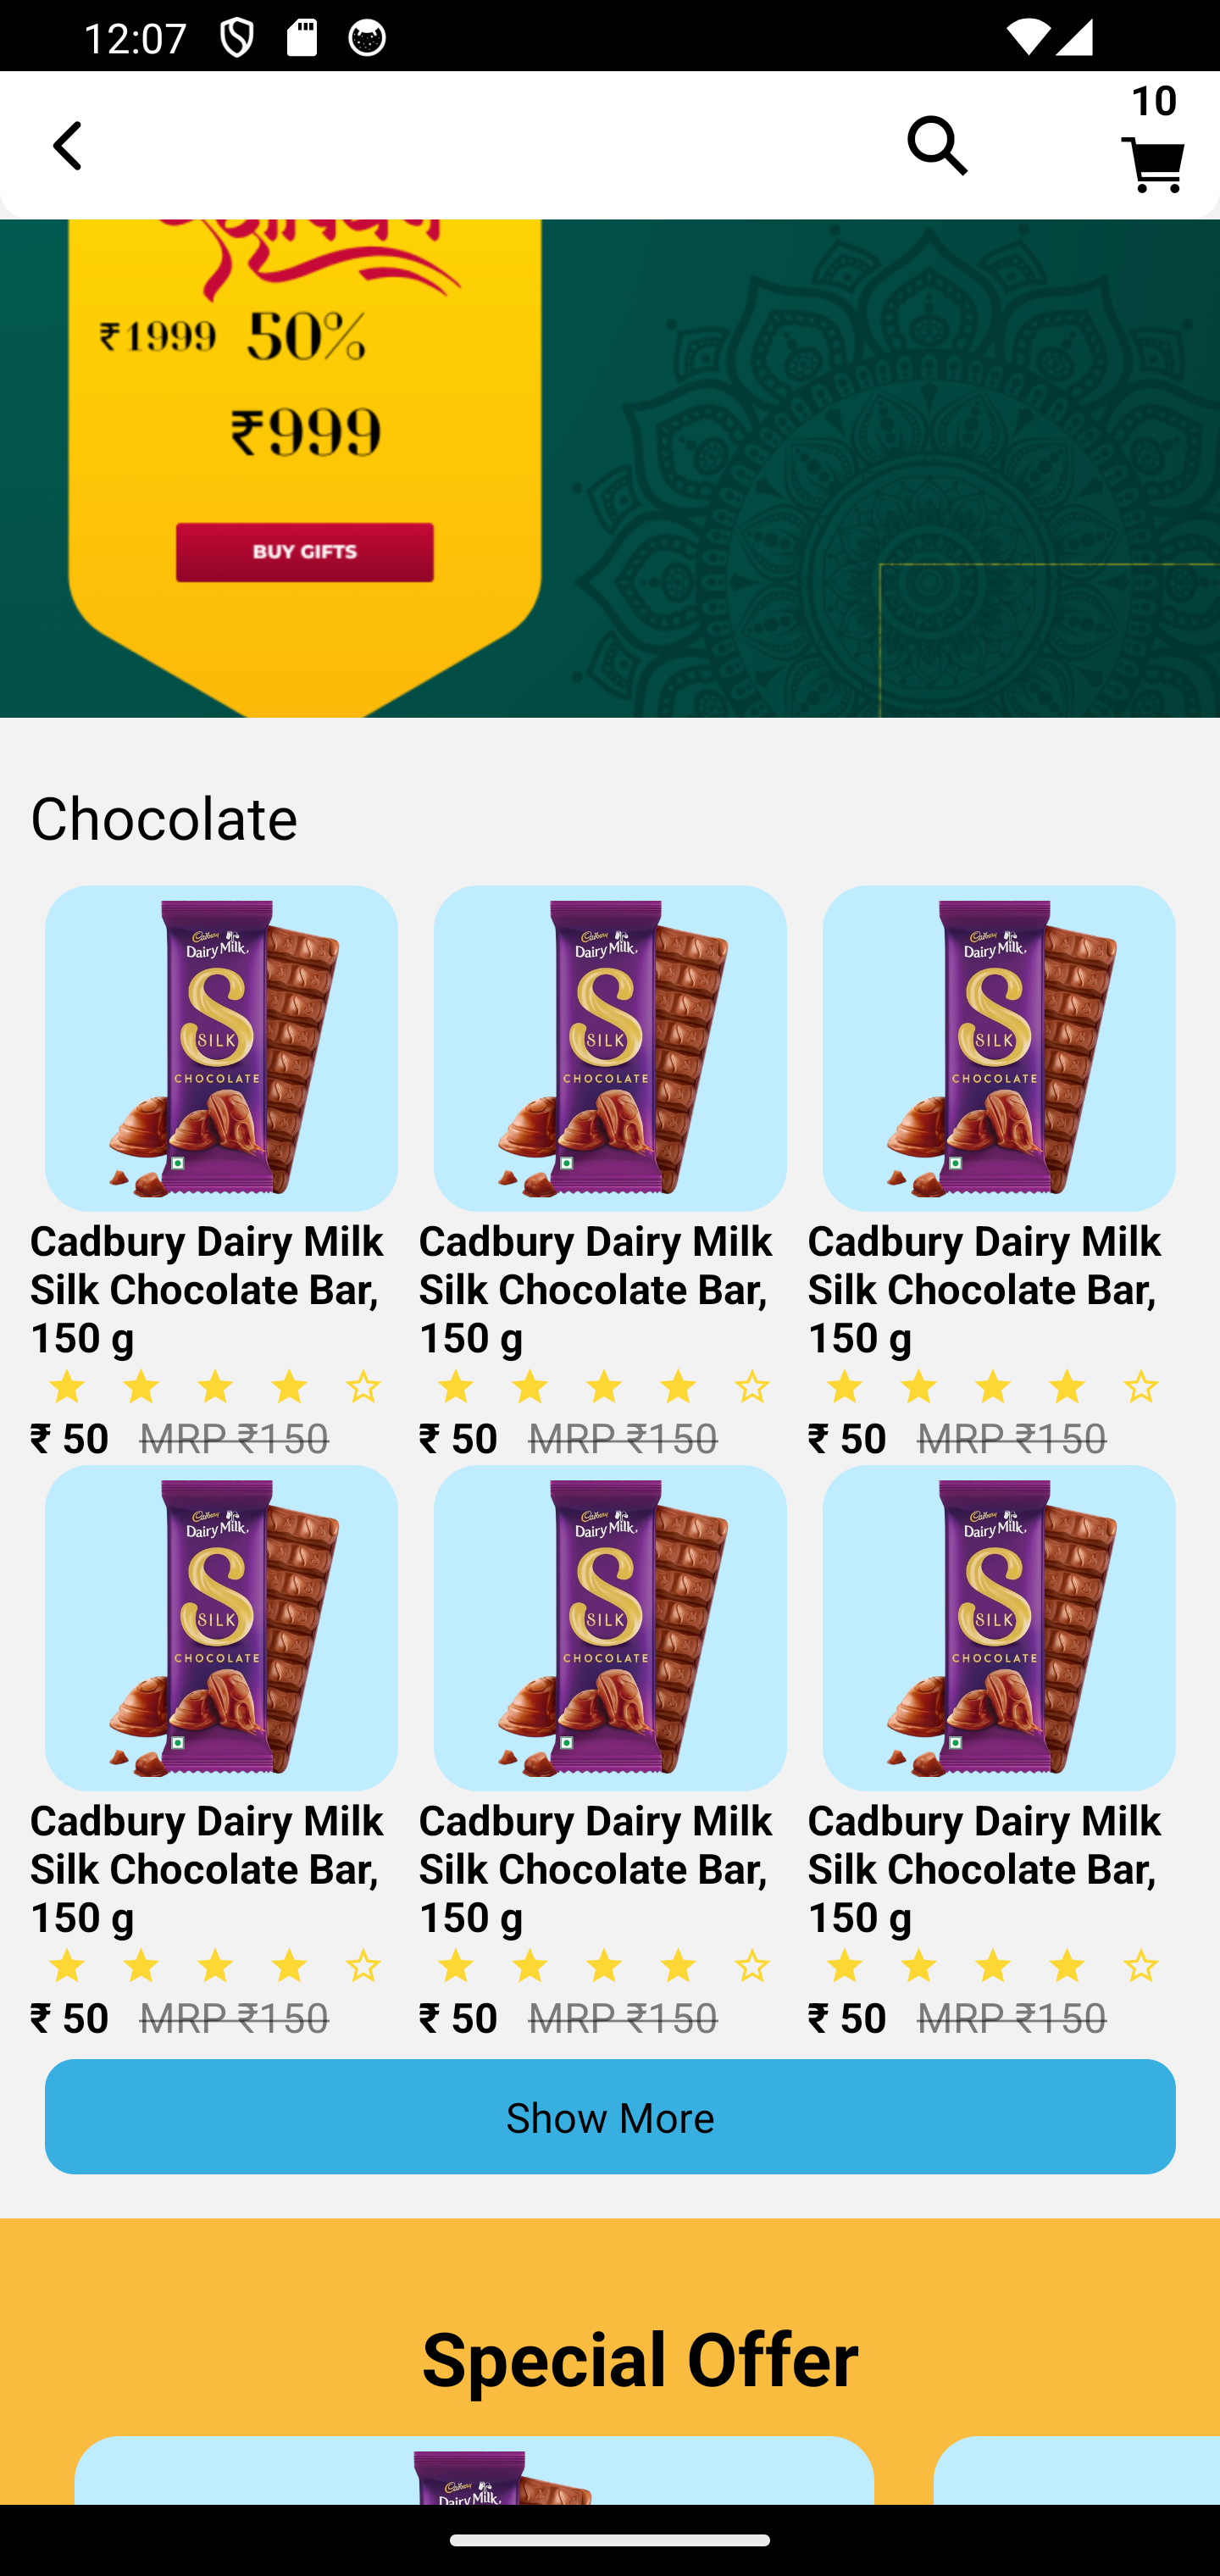 12:07
10
₹1999 50%
₹999
BUY GIFTS
Chocolate
Cadbury
Dairy Milk
S
SILK
CHOCOLATE
Cadbury
Dairy Milk
S
SILK
CHOCOLATE
Cadbury
Dairy Milk
S
SILK
CHOCOLATE
Cadbury Dairy Milk
Silk Chocolate Bar,
150 g
₹ 50 MRP ₹150
Cadbury Dairy Milk
Silk Chocolate Bar,
150 g
₹ 50 MRP ₹150
Cadbury Dairy Milk
Silk Chocolate Bar,
150 g
₹ 50 MRP ₹150
Cadbury
Dairy Milk
S
SILK
CHOCOLATE
Cadbury
Dairy Milk
S
SILK
CHOCOLATE
Cadbury
Dairy Milk
S
SILK
CHOCOLATE
Cadbury Dairy Milk
Silk Chocolate Bar,
150 g
₹ 50 MRP ₹150
Cadbury Dairy Milk
Silk Chocolate Bar,
150 g
₹ 50 MRP ₹150
Cadbury Dairy Milk
Silk Chocolate Bar,
150 g
₹ 50 MRP ₹150
Show More
Special Offer
Cadbury
Dairy Milk